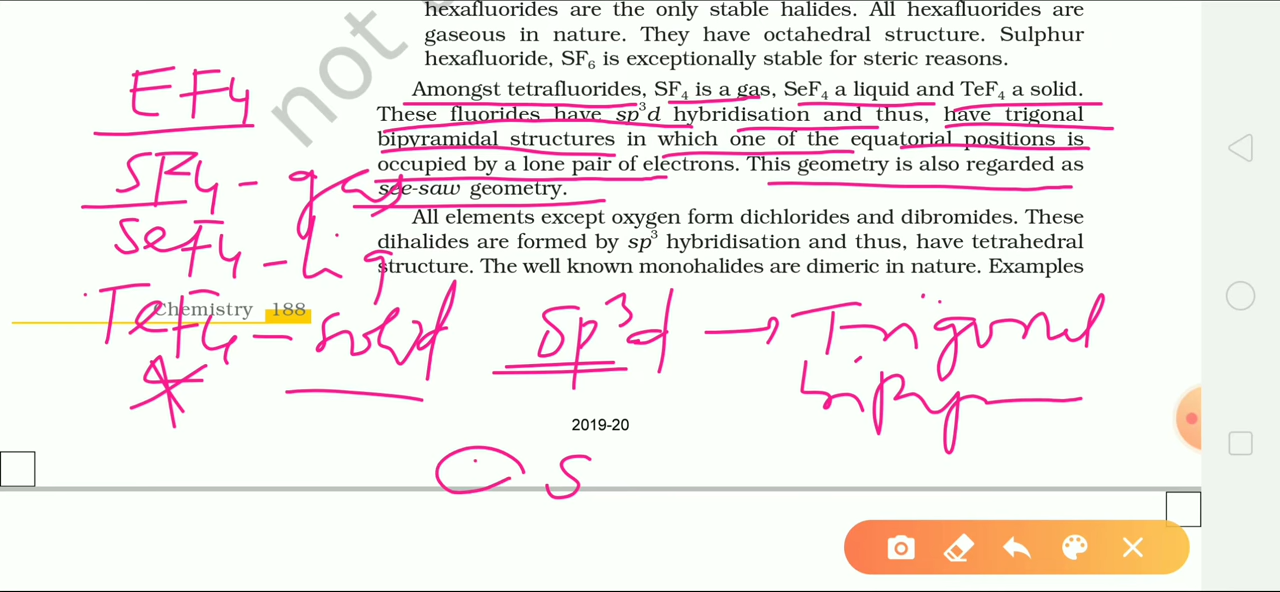 hexafluorides are the only stable halides. All hexafluorides are
gaseous in nature. They have octahedral structure. Sulphur
hexafluoride, SF₆ is exceptionally stable for steric reasons.
Amongst tetrafluorides, SF₄ is a gas, SeF₄ a liquid and TeF₄ a solid.
These fluorides have sp³d hybridisation and thus, have trigonal
bipyramidal structures in which one of the equatorial positions is
occupied by a lone pair of electrons. This geometry is also regarded as
see-saw geometry.
All elements except oxygen form dichlorides and dibromides. These
dihalides are formed by sp³ hybridisation and thus, have tetrahedral
structure. The well known monohalides are dimeric in nature. Examples
Chemistry 188
2019-20
not
EF4
SF4 - gas
SeF4 - liq
TeF4 - solid
Sp³d → Trigonal
S